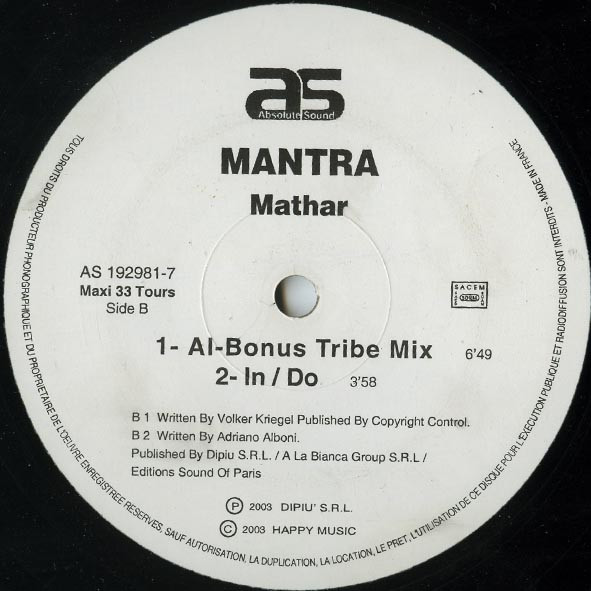 as
Absolute Sound
MANTRA
Mathar
AS 192981-7
Maxi 33 Tours
Side B
SACEM
1- Al-Bonus Tribe Mix 6'49
2- In / Do 3'58
B 1 Written By Volker Kriegel Published By Copyright Control.
B 2 Written By Adriano Alboni.
Published By Dipiu S.R.L. / A La Bianca Group S.R.L /
Editions Sound Of Paris
Ⓟ 2003 DIPIU' S.R.L.
© 2003 HAPPY MUSIC
TOUS DROITS DU PRODUCTEUR PHONOGRAPHIQUE ET DU PROPRIETAIRE DE L'OEUVRE ENREGISTREE RESERVES, SAUF AUTORISATION, LA DUPLICATION, LA LOCATION, LE PRET, L'UTILISATION DE CE DISQUE POUR L'EXECUTION PUBLIQUE ET RADIODIFFUSION SONT INTERDITS - MADE IN FRANCE